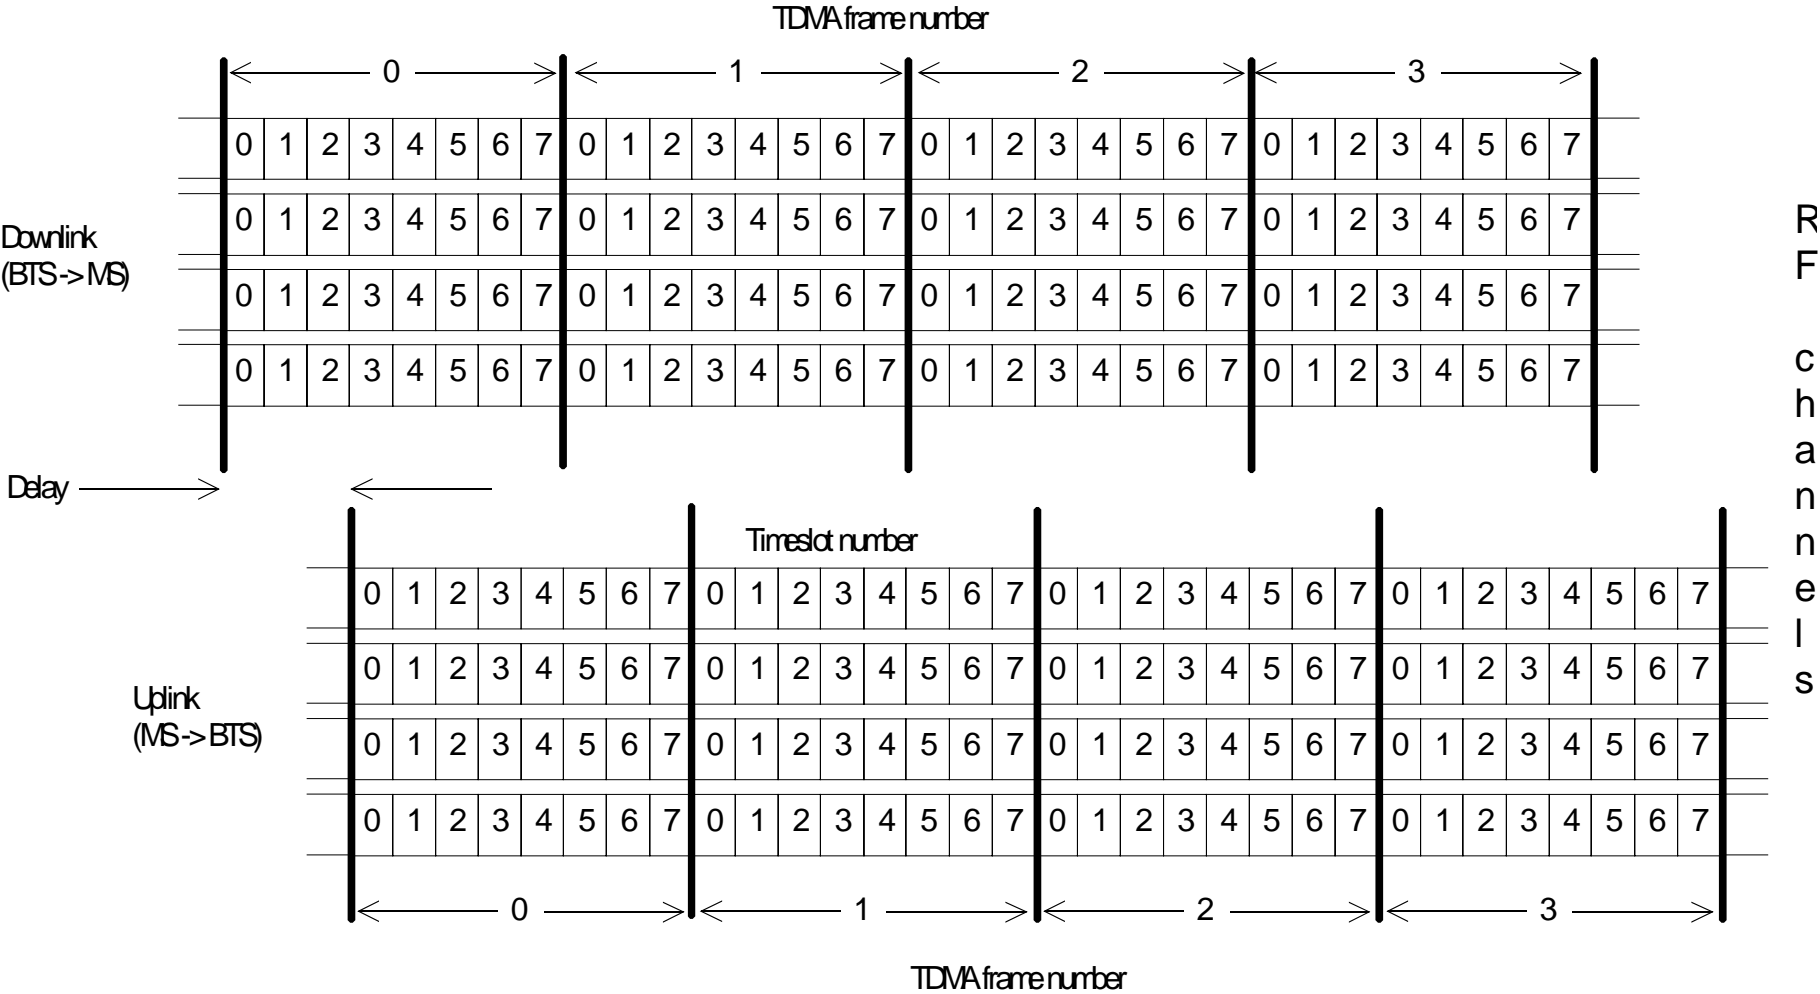 TDMA frame number
0 1 2 3
0 1 2 3 4 5 6 7 0 1 2 3 4 5 6 7 0 1 2 3 4 5 6 7 0 1 2 3 4 5 6 7
0 1 2 3 4 5 6 7 0 1 2 3 4 5 6 7 0 1 2 3 4 5 6 7 0 1 2 3 4 5 6 7
Downlink
(BTS -> MS)
0 1 2 3 4 5 6 7 0 1 2 3 4 5 6 7 0 1 2 3 4 5 6 7 0 1 2 3 4 5 6 7
0 1 2 3 4 5 6 7 0 1 2 3 4 5 6 7 0 1 2 3 4 5 6 7 0 1 2 3 4 5 6 7
Delay
Timeslot number
0 1 2 3 4 5 6 7 0 1 2 3 4 5 6 7 0 1 2 3 4 5 6 7 0 1 2 3 4 5 6 7
0 1 2 3 4 5 6 7 0 1 2 3 4 5 6 7 0 1 2 3 4 5 6 7 0 1 2 3 4 5 6 7
Uplink
(MS -> BTS)
0 1 2 3 4 5 6 7 0 1 2 3 4 5 6 7 0 1 2 3 4 5 6 7 0 1 2 3 4 5 6 7
0 1 2 3 4 5 6 7 0 1 2 3 4 5 6 7 0 1 2 3 4 5 6 7 0 1 2 3 4 5 6 7
0 1 2 3
TDMA frame number
RF channels